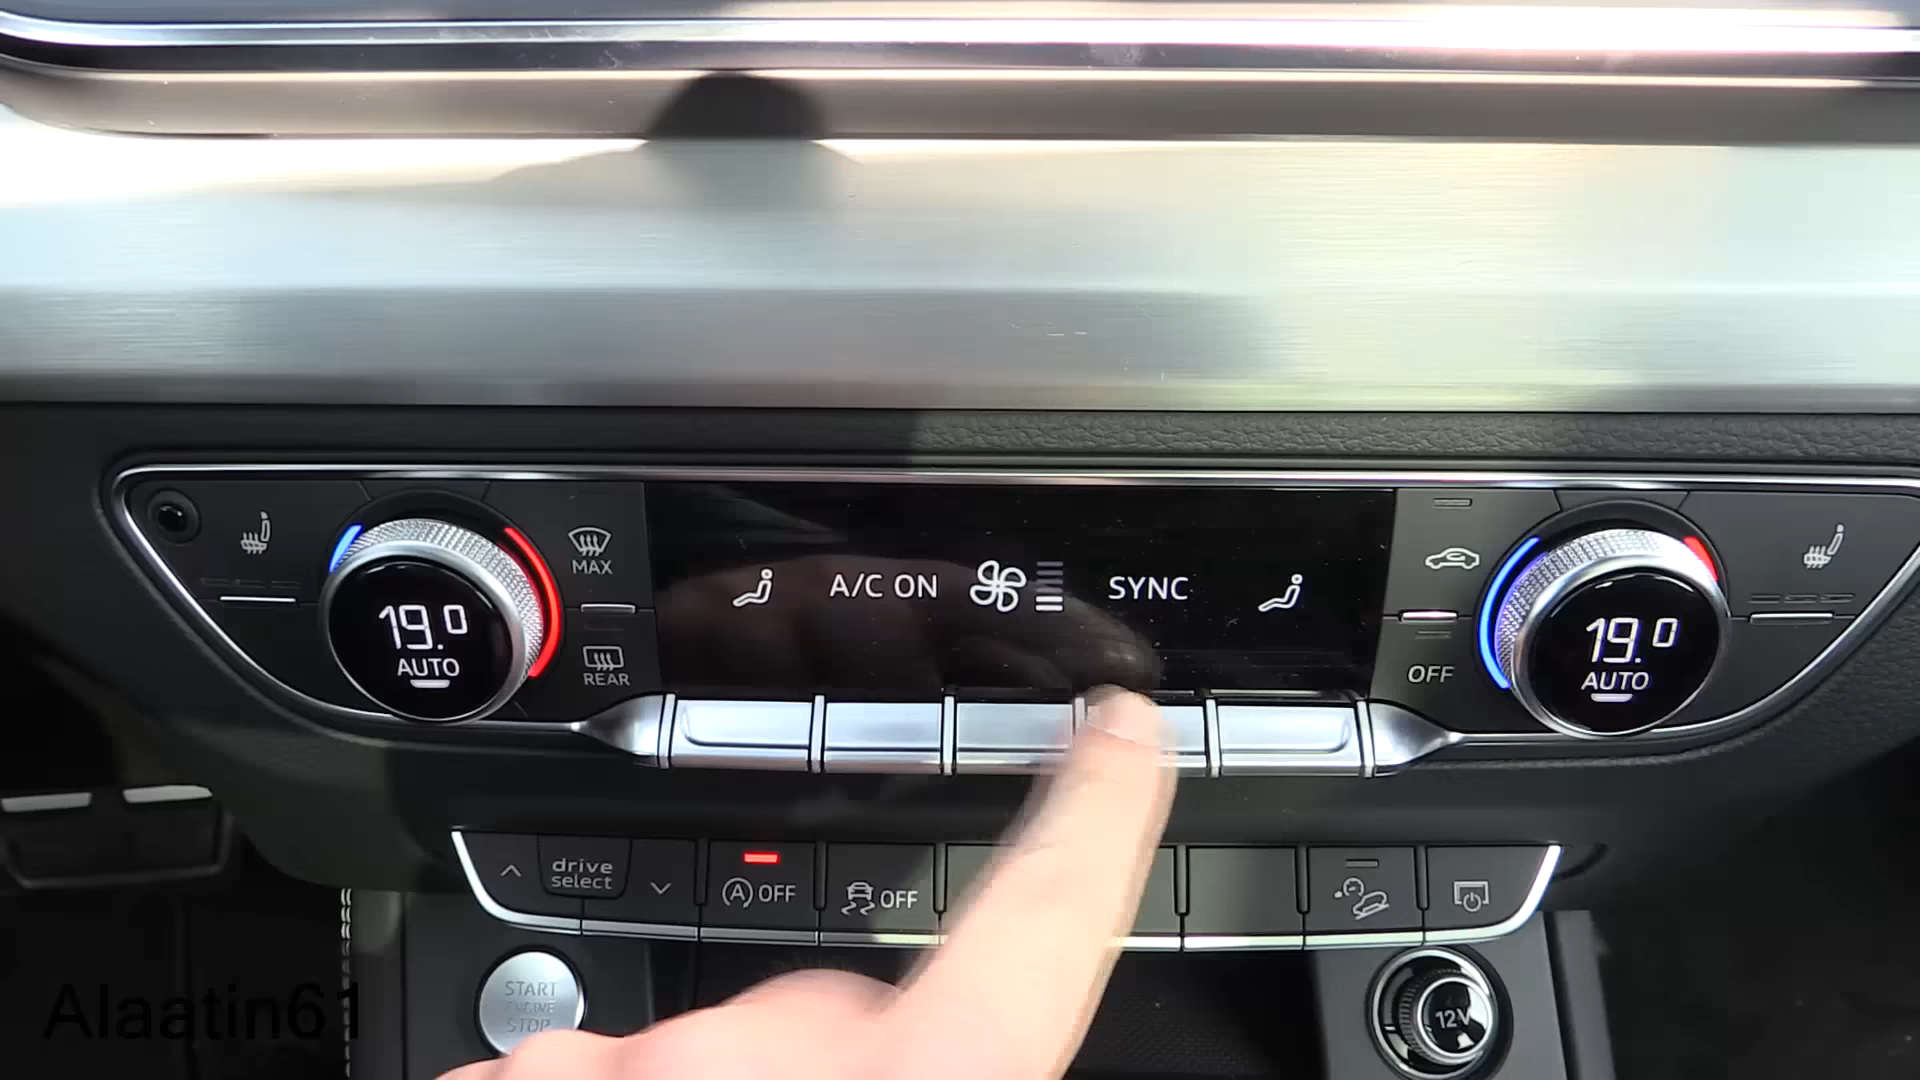 MAX
A/C ON
SYNC
19.0
AUTO
19.0
AUTO
REAR
OFF
drive
select
A OFF
OFF
START
ENGINE
STOP
12V
Alaatin61